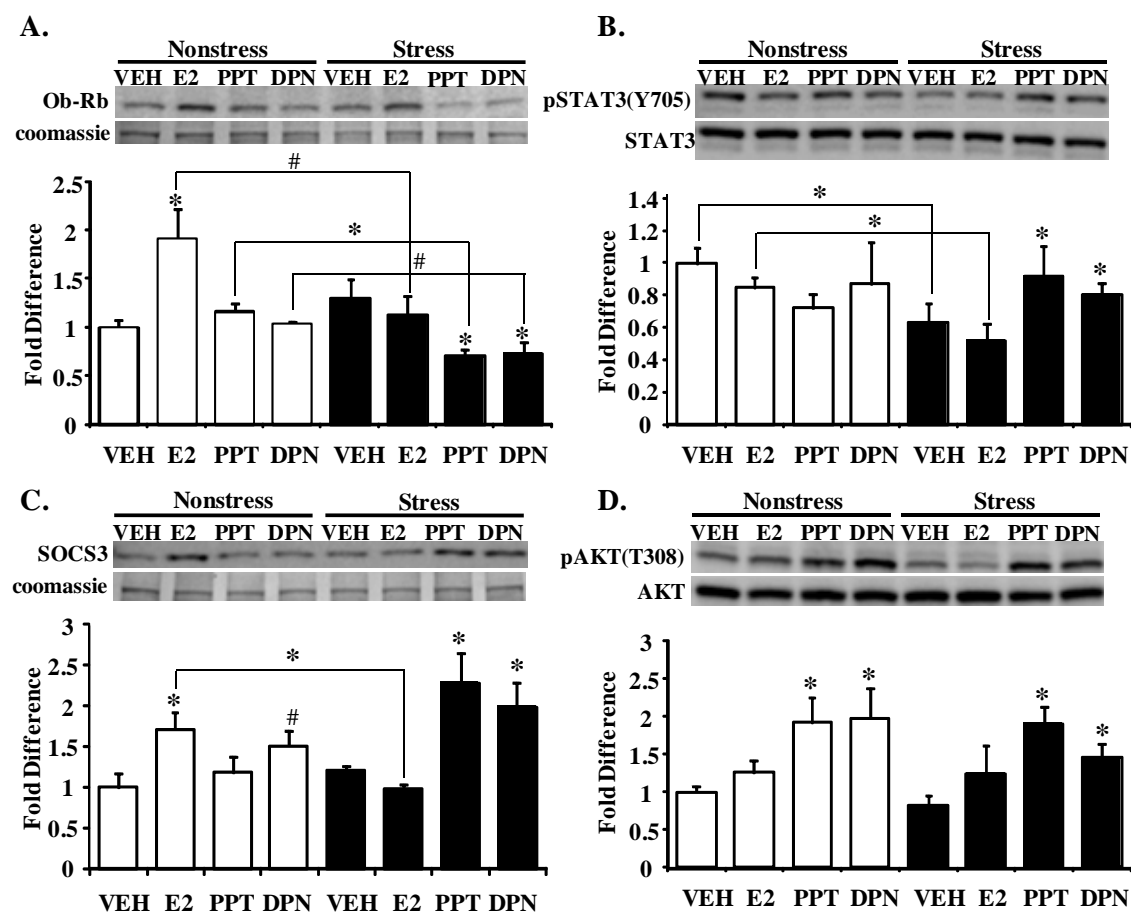 A.
Nonstress Stress
VEH E2 PPT DPN VEH E2 PPT DPN
Ob-Rb
coomassie
#
*
*
#
* *
Fold Difference
2.5
2
1.5
1
0.5
0
VEH E2 PPT DPN VEH E2 PPT DPN
B.
Nonstress Stress
VEH E2 PPT DPN VEH E2 PPT DPN
pSTAT3(Y705)
STAT3
*
*
*
*
Fold Difference
1.4
1.2
1
0.8
0.6
0.4
0.2
0
VEH E2 PPT DPN VEH E2 PPT DPN
C.
Nonstress Stress
VEH E2 PPT DPN VEH E2 PPT DPN
SOCS3
coomassie
*
*
*
*
#
Fold Difference
3
2.5
2
1.5
1
0.5
0
VEH E2 PPT DPN VEH E2 PPT DPN
D.
Nonstress Stress
VEH E2 PPT DPN VEH E2 PPT DPN
pAKT(T308)
AKT
* * *
*
Fold Difference
3
2.5
2
1.5
1
0.5
0
VEH E2 PPT DPN VEH E2 PPT DPN